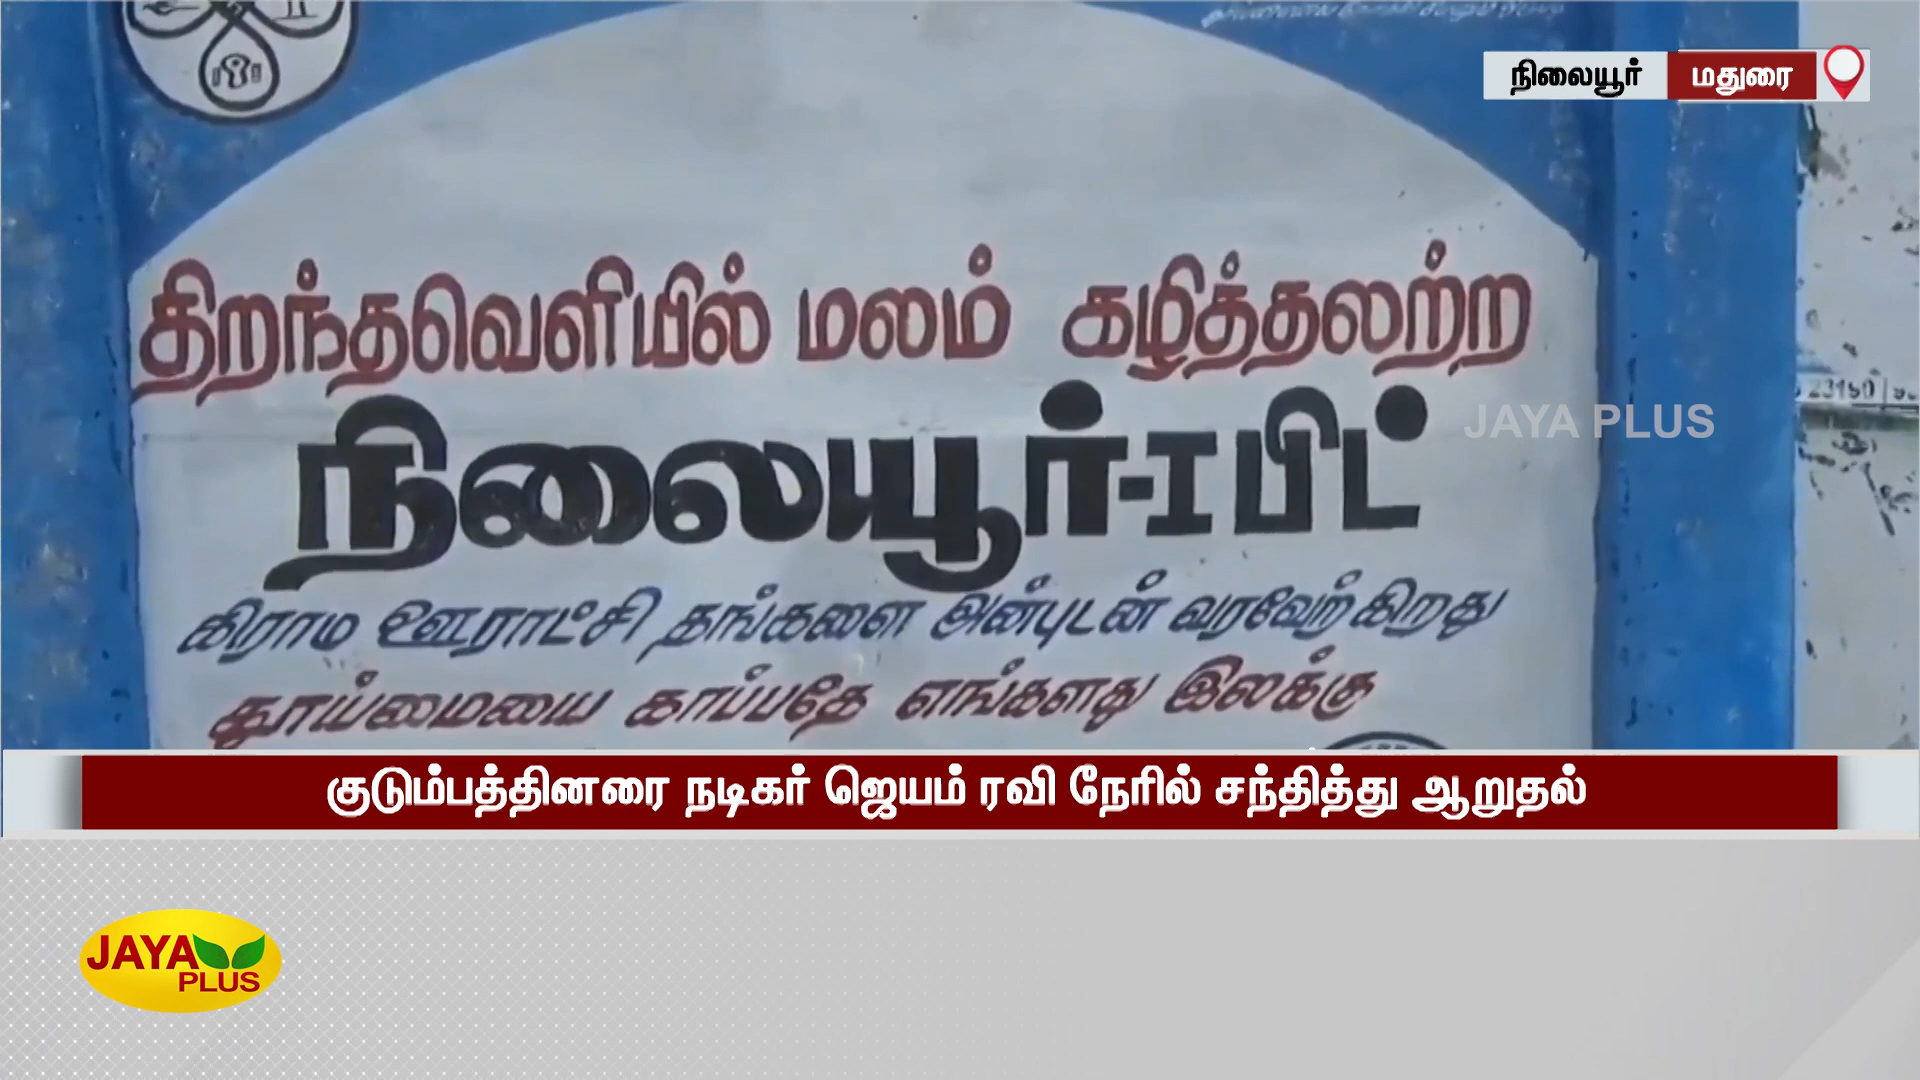 நிலையூர் மதுரை
திறந்தவெளியில் மலம் கழித்தலற்ற
நிலையூர்-I பிட்
கிராம ஊராட்சி தங்களை அன்புடன் வரவேற்கிறது
தூய்மையை காப்பதே எங்களது இலக்கு
JAYA PLUS
23150
குடும்பத்தினரை நடிகர் ஜெயம் ரவி நேரில் சந்தித்து ஆறுதல்
JAYA
PLUS